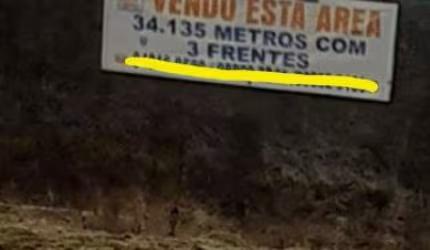 VENDO ESTA AREA
34.135 METROS COM
3 FRENTES